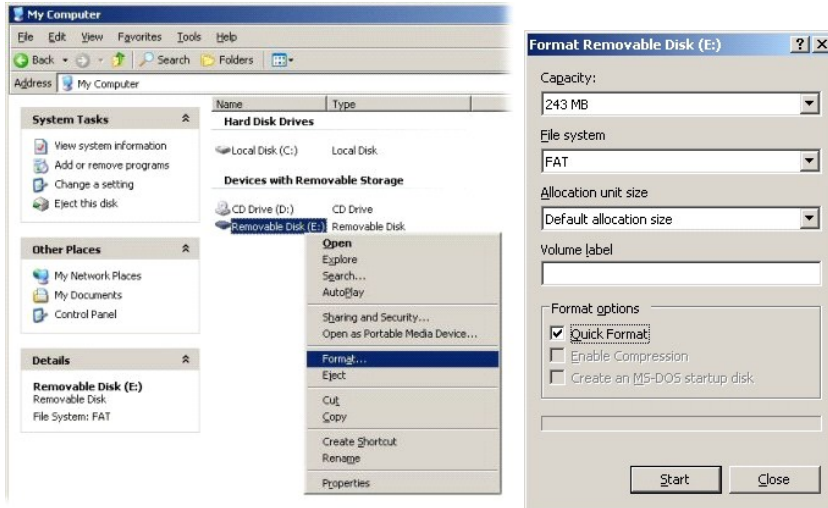 My Computer
File Edit View Favorites Tools Help
Back Search Folders
Address My Computer
System Tasks
View system information
Add or remove programs
Change a setting
Eject this disk
Other Places
My Network Places
My Documents
Control Panel
Details
Removable Disk (E:)
Removable Disk
File System: FAT
Name Type
Hard Disk Drives
Local Disk (C:) Local Disk
Devices with Removable Storage
CD Drive (D:) CD Drive
Removable Disk (E:) Removable Disk
Open
Explore
Search...
AutoPlay
Sharing and Security...
Open as Portable Media Device...
Format...
Eject
Cut
Copy
Create Shortcut
Rename
Properties
Format Removable Disk (E:)
Capacity:
243 MB
File system
FAT
Allocation unit size
Default allocation size
Volume label
Format options
Quick Format
Enable Compression
Create an MS-DOS startup disk
Start Close